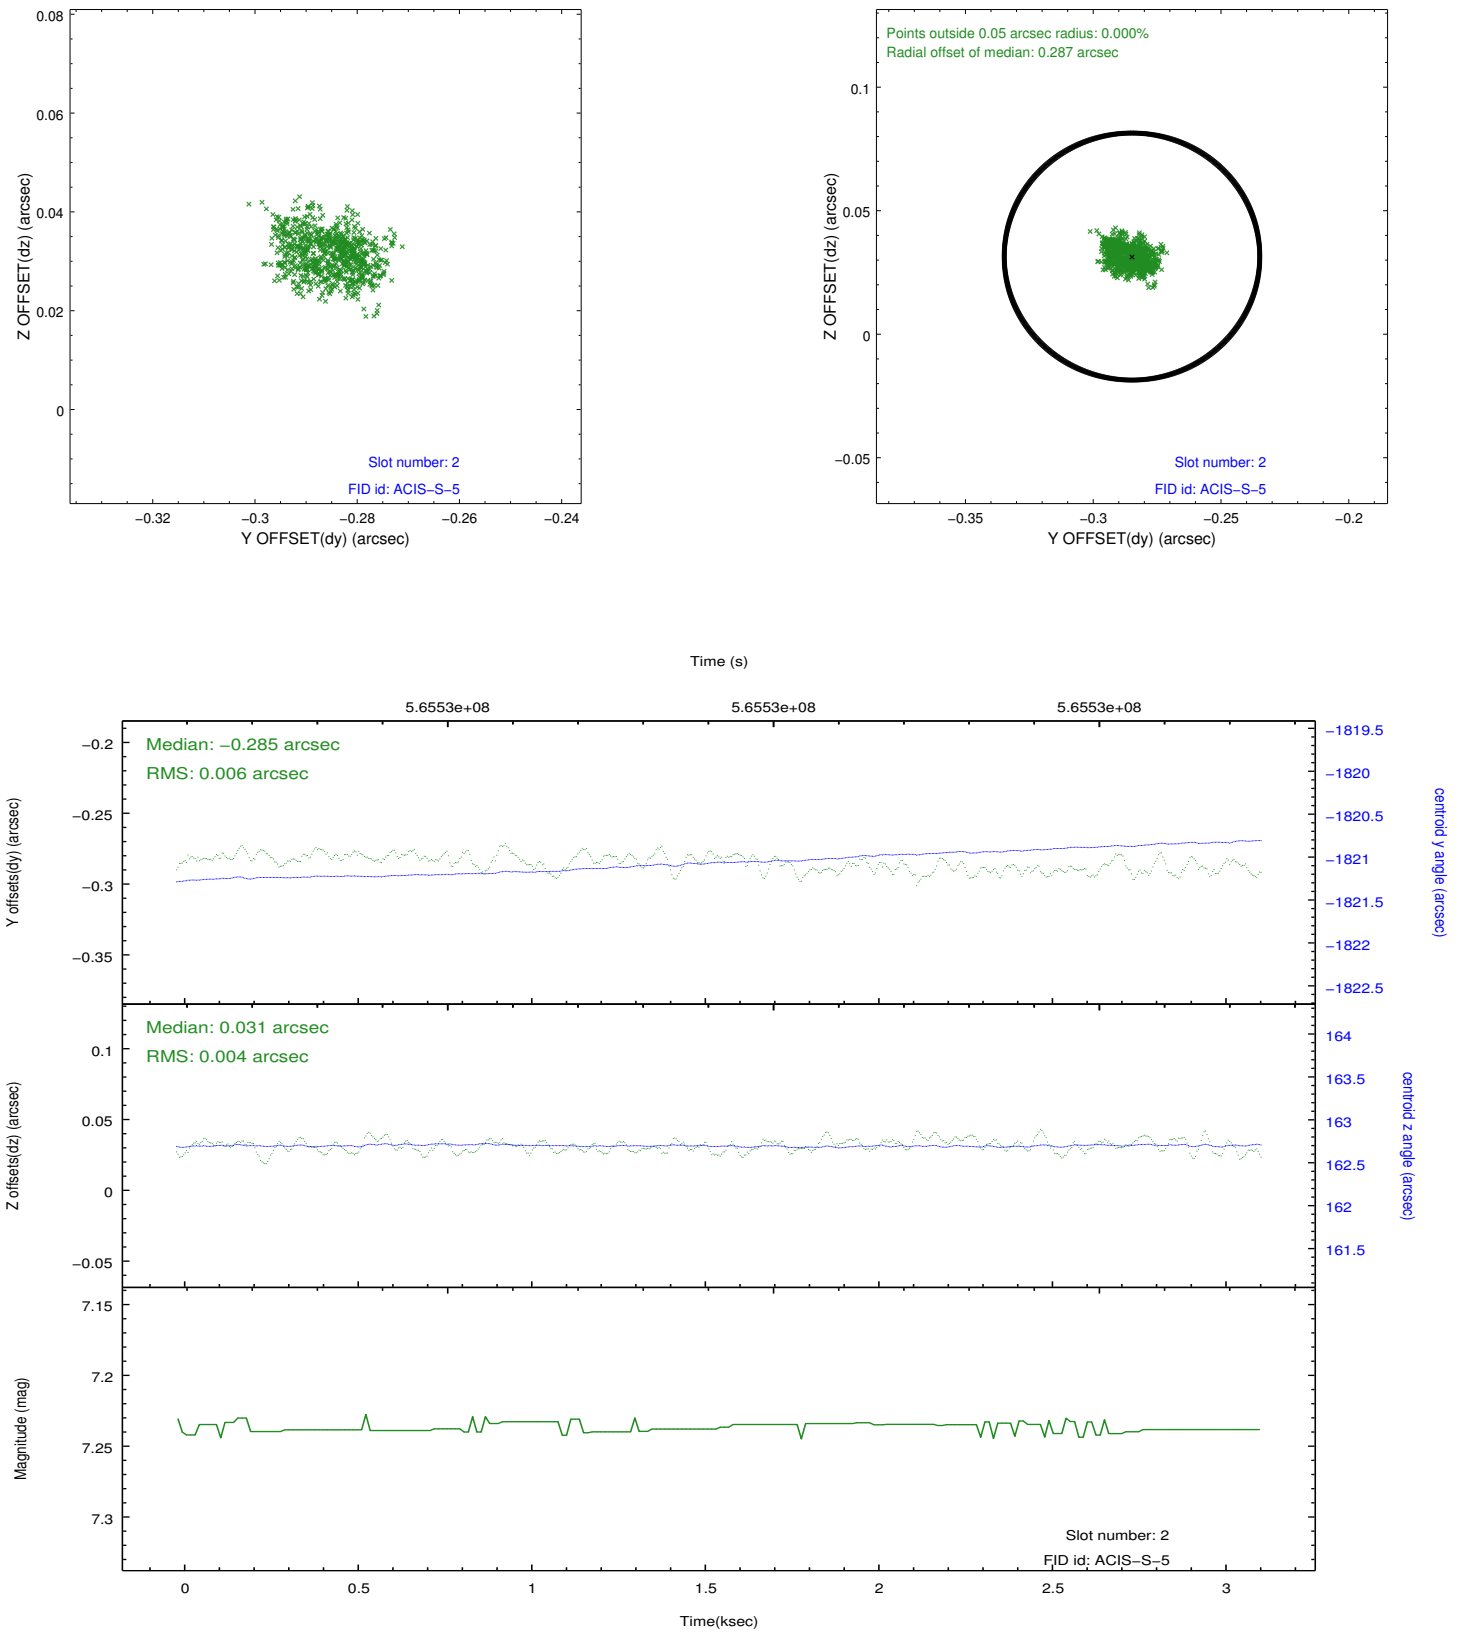 0.08
0.06
0.04
0.02
0
Z OFFSET(dz) (arcsec)
Slot number: 2
FID id: ACIS−S−5
−0.32
−0.3
−0.28
−0.26
−0.24
Y OFFSET(dy) (arcsec)
Points outside 0.05 arcsec radius: 0.000%
Radial offset of median: 0.287 arcsec
0.1
0.05
0
−0.05
Z OFFSET(dz) (arcsec)
Slot number: 2
FID id: ACIS−S−5
−0.35
−0.3
−0.25
−0.2
Y OFFSET(dy) (arcsec)
Time (s)
5.6553e+08
5.6553e+08
5.6553e+08
Median: −0.285 arcsec
RMS: 0.006 arcsec
−0.2
−0.25
−0.3
−0.35
Y offsets(dy) (arcsec)
−1819.5
−1820
−1820.5
−1821
−1821.5
−1822
−1822.5
centroid y angle (arcsec)
Median: 0.031 arcsec
RMS: 0.004 arcsec
0.1
0.05
0
−0.05
Z offsets(dz) (arcsec)
164
163.5
163
162.5
162
161.5
centroid z angle (arcsec)
7.15
7.2
7.25
7.3
Magnitude (mag)
Slot number: 2
FID id: ACIS−S−5
0
0.5
1
1.5
2
2.5
3
Time(ksec)